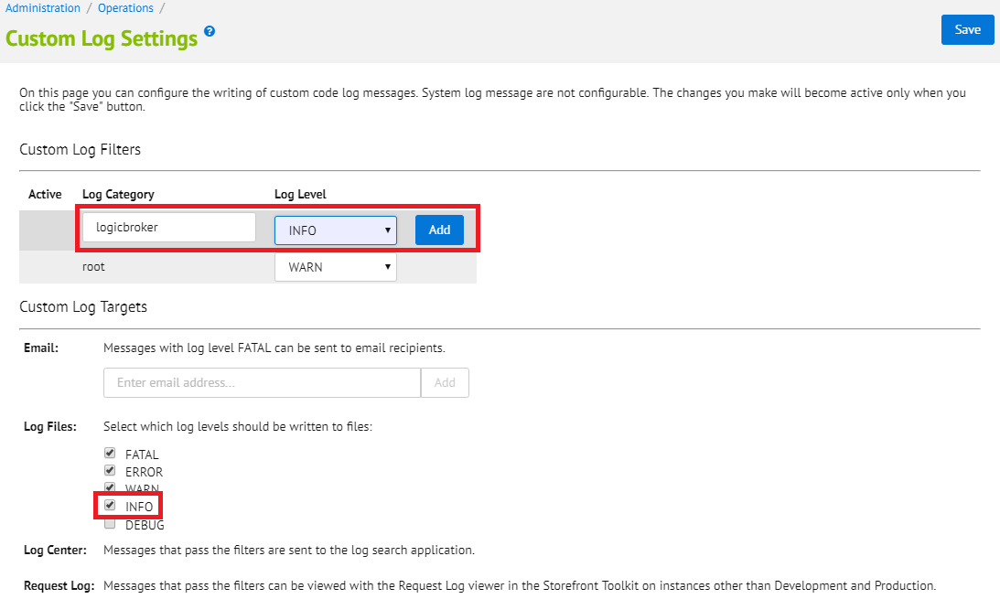 Administration / Operations /
Custom Log Settings ?
Save
On this page you can configure the writing of custom code log messages. System log message are not configurable. The changes you make will become active only when you
click the "Save" button.
Custom Log Filters
Active Log Category Log Level
logicbroker INFO Add
root WARN
Custom Log Targets
Email: Messages with log level FATAL can be sent to email recipients.
Enter email address... Add
Log Files: Select which log levels should be written to files:
FATAL
ERROR
WARN
INFO
DEBUG
Log Center: Messages that pass the filters are sent to the log search application.
Request Log: Messages that pass the filters can be viewed with the Request Log viewer in the Storefront Toolkit on instances other than Development and Production.